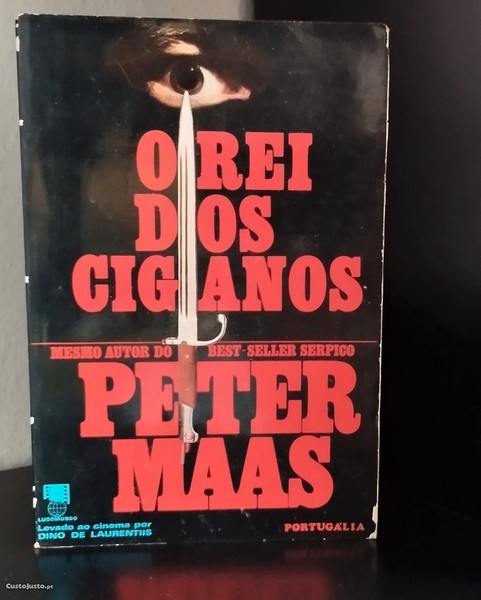 O REI
DOS
CIGANOS
MESMO AUTOR DO BEST-SELLER SERPICO
PETER
MAAS
LUSOMUNDO
Levado ao cinema por
DINO DE LAURENTIIS
PORTUGÁLIA
CustoJusto.pt